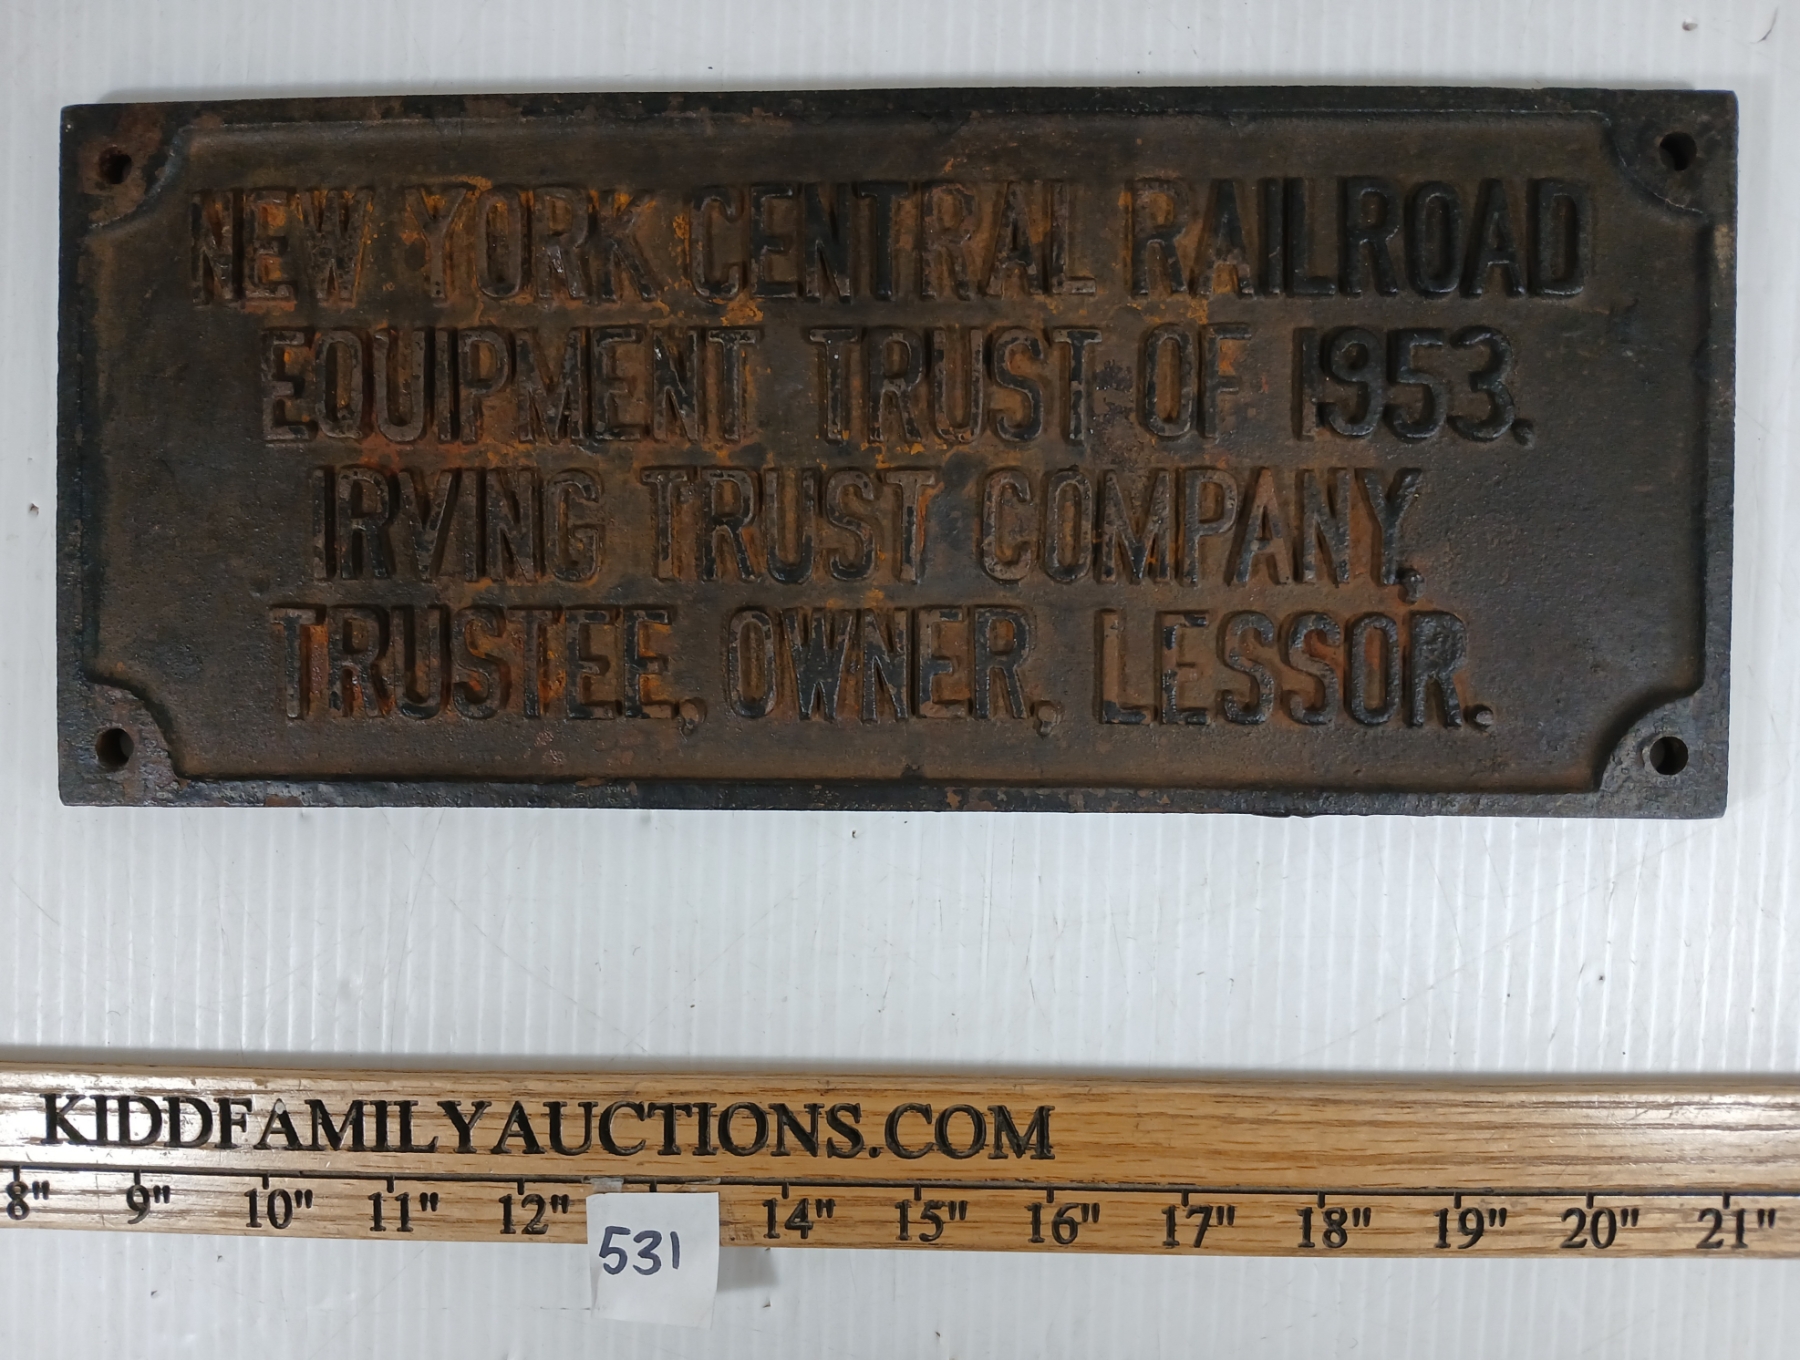 NEW YORK CENTRAL RAILROAD
EQUIPMENT TRUST OF 1953.
IRVING TRUST COMPANY,
TRUSTEE, OWNER, LESSOR.
KIDDFAMILYAUCTIONS.COM
8" 9" 10" 11" 12" 14" 15" 16" 17" 18" 19" 20" 21"
531